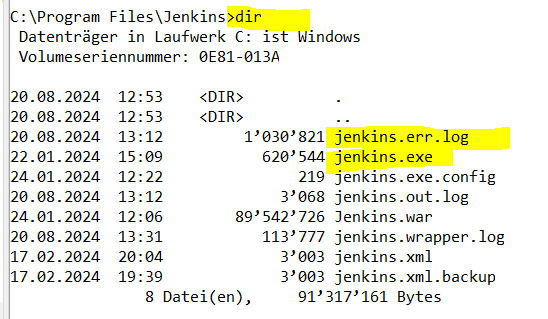 C:\Program Files\Jenkins>dir
 Datenträger in Laufwerk C: ist Windows
 Volumeseriennummer: 0E81-013A

20.08.2024  12:53    <DIR>          .
20.08.2024  12:53    <DIR>          ..
20.08.2024  13:12         1’030’821 jenkins.err.log
22.01.2024  15:09           620’544 jenkins.exe
24.01.2024  12:22               219 jenkins.exe.config
20.08.2024  13:12             3’068 jenkins.out.log
24.01.2024  12:06        89’542’726 Jenkins.war
20.08.2024  13:31           113’777 jenkins.wrapper.log
17.02.2024  20:04             3’003 jenkins.xml
17.02.2024  19:39             3’003 jenkins.xml.backup
               8 Datei(en),     91’317’161 Bytes